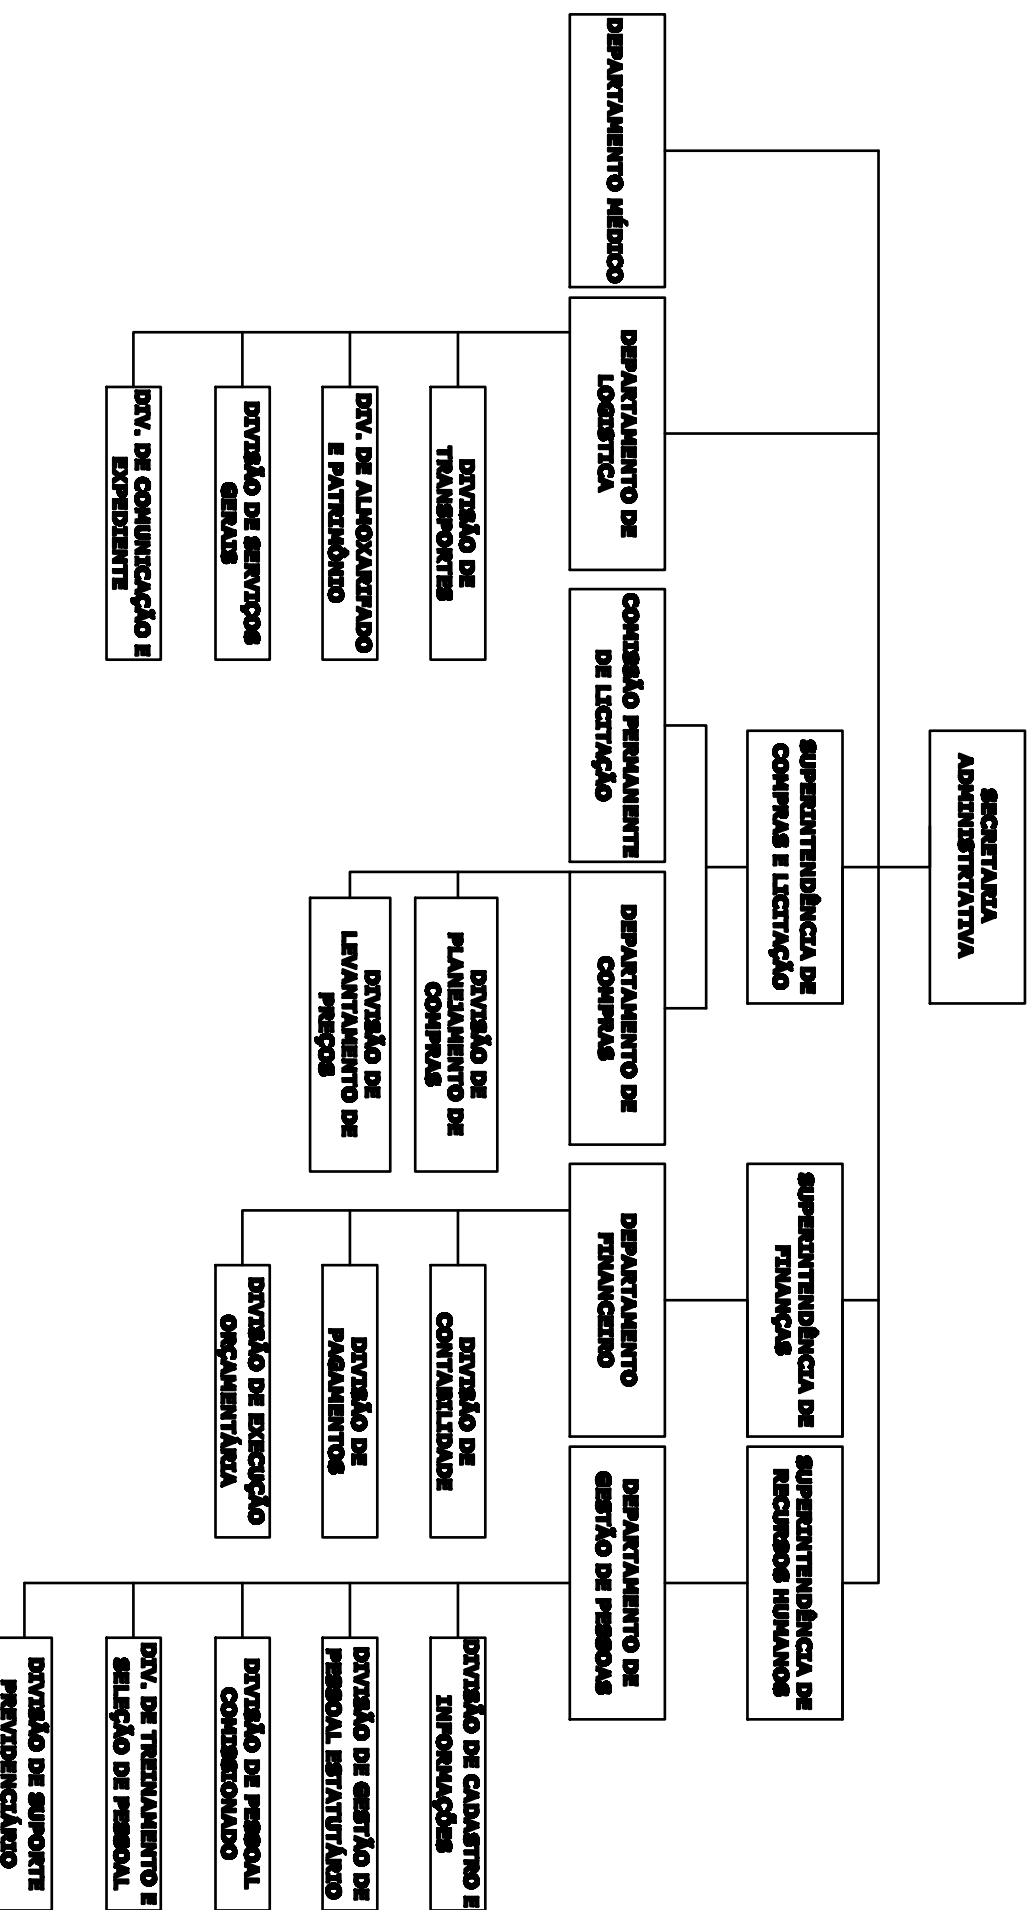 SECRETARIA
ADMINISTRTATIVA
SUPERINTENDÊNCIA DE
COMPRAS E LICITAÇÃO
SUPERINTENDÊNCIA DE
FINANÇAS
SUPERINTENDÊNCIA DE
RECURSOS HUMANOS
DEPARTAMENTO MÉDICO
DEPARTAMENTO DE
LOGISTICA
COMISSÃO PERMANENTE
DE LICITAÇÃO
DEPARTAMENTO DE
COMPRAS
DEPARTAMENTO
FINANCEIRO
DEPARTAMENTO DE
GESTÃO DE PESSOAS
DIVISÃO DE
TRANSPORTES
DIV. DE ALMOXARIFADO
E PATRIMÔNIO
DIVISÃO DE SERVIÇOS
GERAIS
DIV. DE COMUNICAÇÃO E
EXPEDIENTE
DIVISÃO DE
PLANEJAMENTO DE
COMPRAS
DIVISÃO DE
LEVANTAMENTO DE
PREÇOS
DIVISÃO DE
CONTABILIDADE
DIVISÃO DE
PAGAMENTOS
DIVISÃO DE EXECUÇÃO
ORÇAMENTÁRIA
DIVISÃO DE CADASTRO E
INFORMAÇÕES
DIVISÃO DE GESTÃO DE
PESSOAL ESTATUTÁRIO
DIVISÃO DE PESSOAL
COMISSIONADO
DIV. DE TREINAMENTO E
SELEÇÃO DE PESSOAL
DIVISÃO DE SUPORTE
PREVIDENCIÁRIO